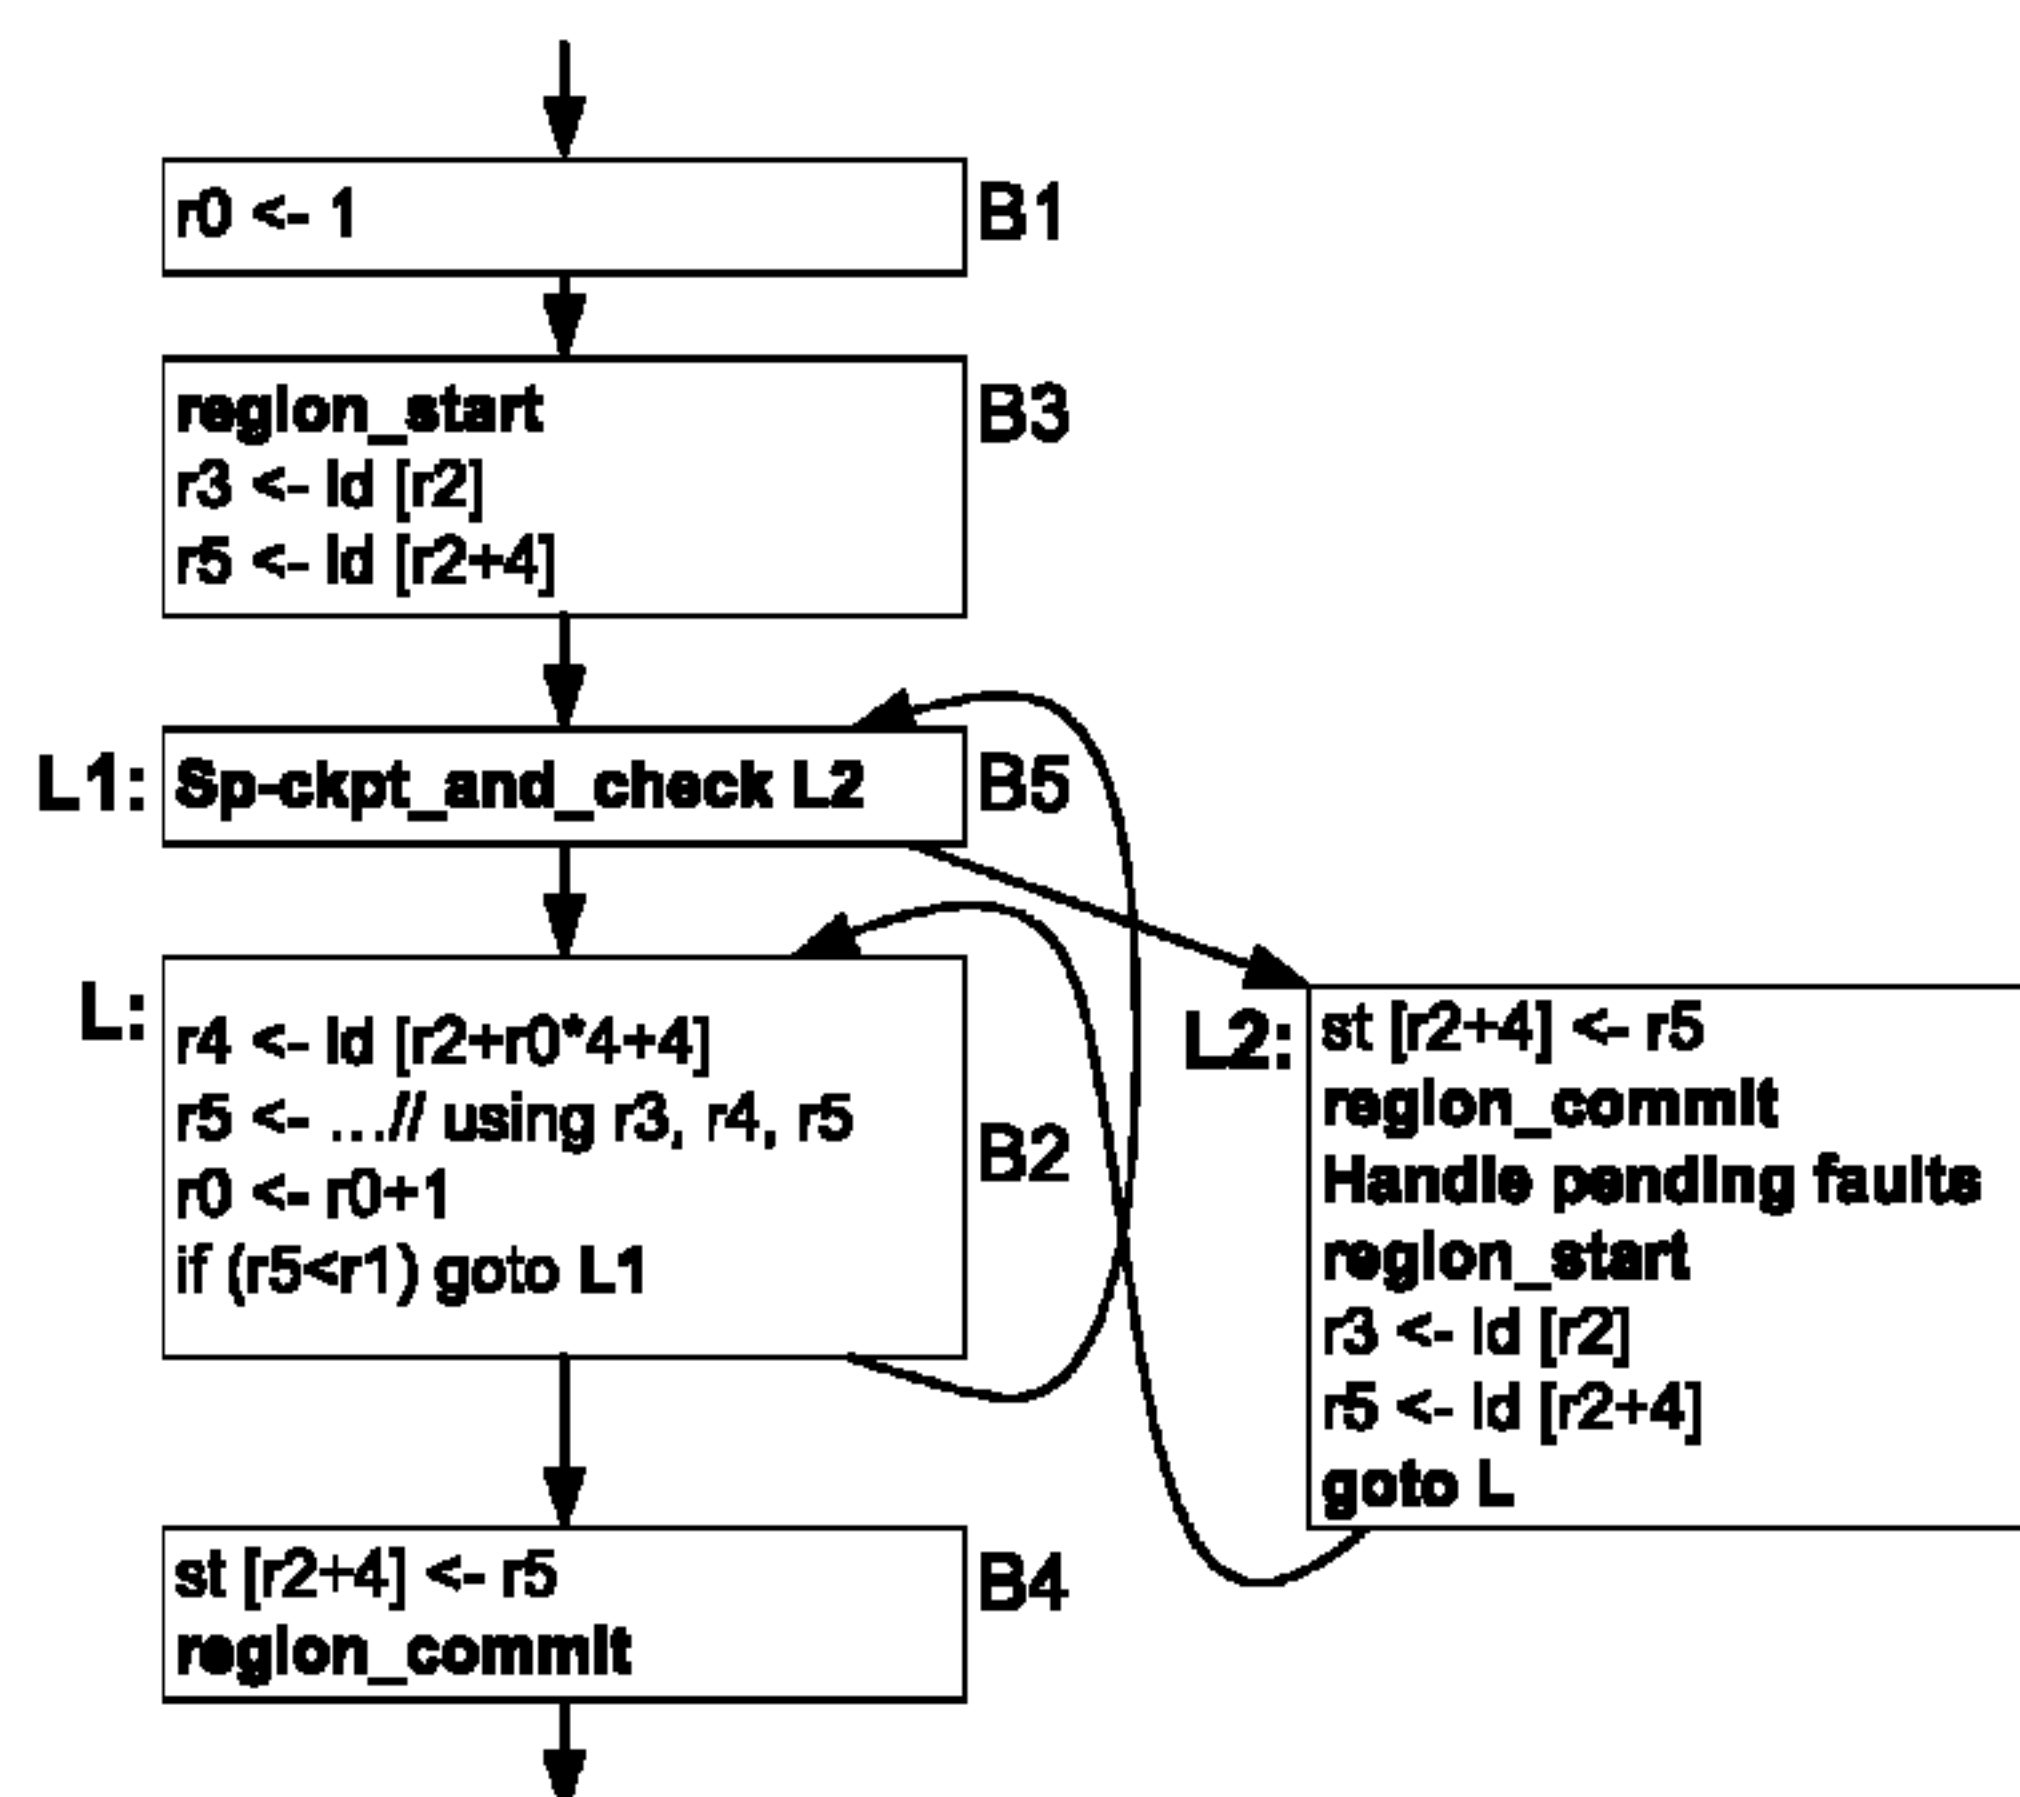 r0 <- 1
B1
region_start
r3 <- ld [r2]
r5 <- ld [r2+4]
B3
L1:
Sp-ckpt_and_check L2
B5
L:
r4 <- ld [r2+r0*4+4]
r5 <- ...// using r3, r4, r5
r0 <- r0+1
if (r5<r1) goto L1
B2
L2:
st [r2+4] <- r5
region_commit
Handle pending faults
region_start
r3 <- ld [r2]
r5 <- ld [r2+4]
goto L
st [r2+4] <- r5
region_commit
B4